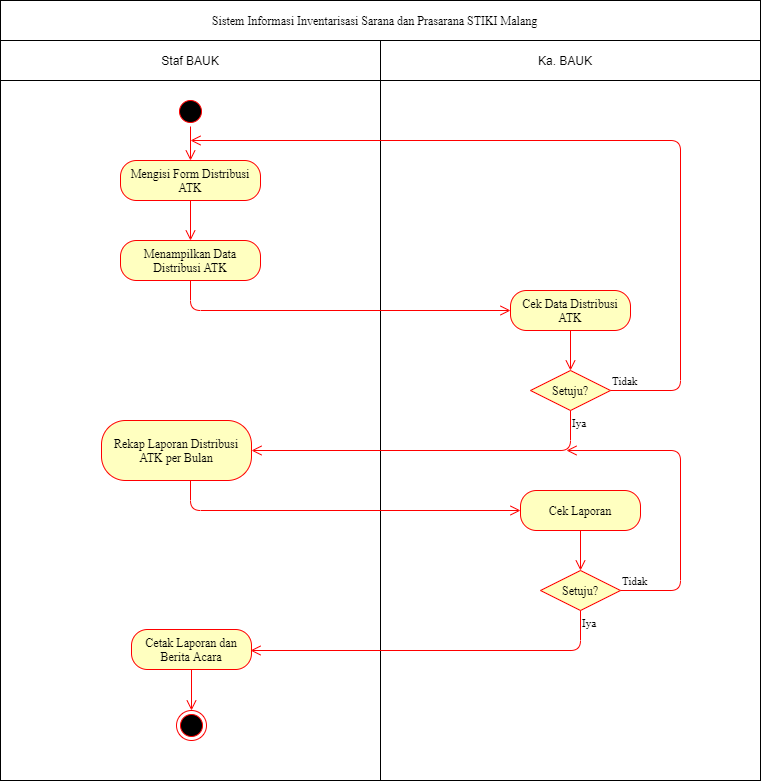 Sistem Informasi Inventarisasi Sarana dan Prasarana STIKI Malang
Staf BAUK
Ka. BAUK
Mengisi Form Distribusi
ATK
Menampilkan Data
Distribusi ATK
Cek Data Distribusi
ATK
Setuju?
Tidak
Iya
Rekap Laporan Distribusi
ATK per Bulan
Cek Laporan
Setuju?
Tidak
Iya
Cetak Laporan dan
Berita Acara